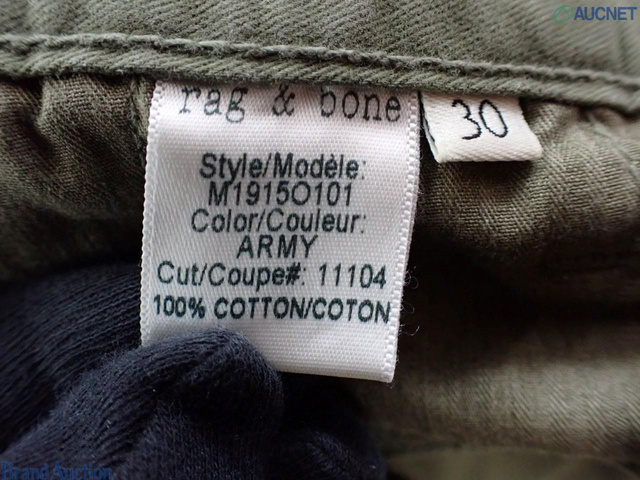 AUCNET
rag & bone
30
Style/Modèle:
M1915O101
Color/Couleur:
ARMY
Cut/Coupe#: 11104
100% COTTON/COTON
Brand Auction